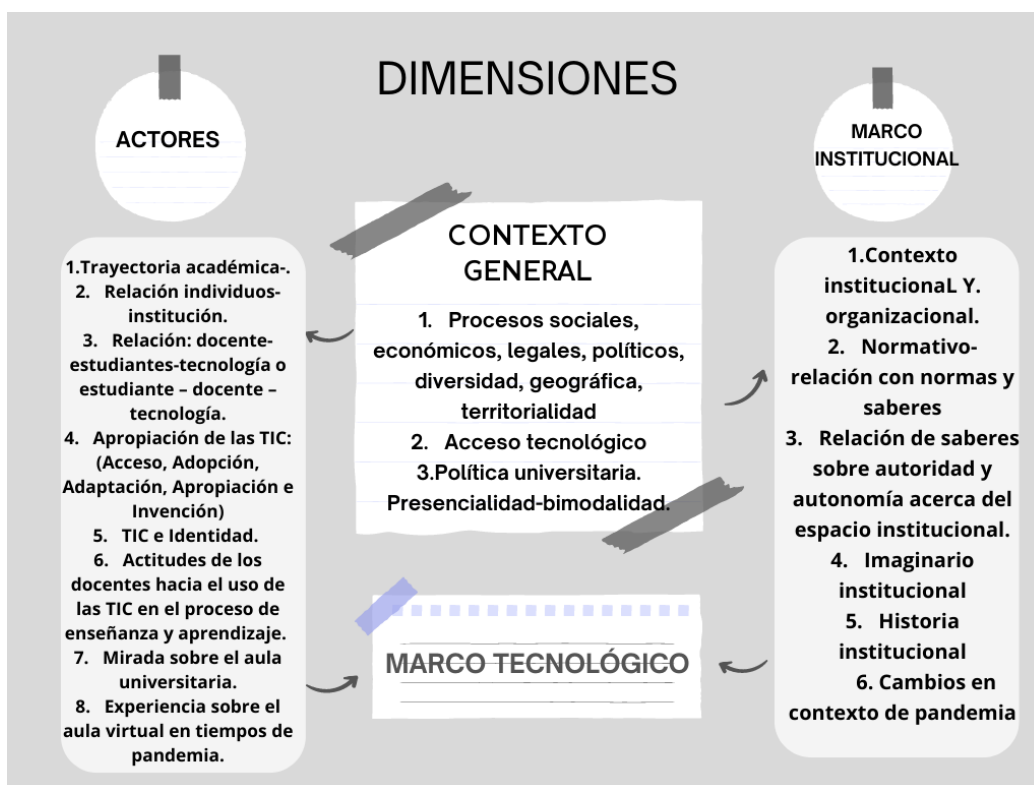 DIMENSIONES
ACTORES
1.Trayectoria académica-.
2. Relación individuos-
institución.
3. Relación: docente-
estudiantes-tecnología o
estudiante – docente –
tecnología.
4. Apropiación de las TIC:
(Acceso, Adopción,
Adaptación, Apropiación e
Invención)
5. TIC e Identidad.
6. Actitudes de los
docentes hacia el uso de
las TIC en el proceso de
enseñanza y aprendizaje.
7. Mirada sobre el aula
universitaria.
8. Experiencia sobre el
aula virtual en tiempos de
pandemia.
CONTEXTO
GENERAL
1. Procesos sociales,
económicos, legales, políticos,
diversidad, geográfica,
territorialidad
2. Acceso tecnológico
3.Política universitaria.
Presencialidad-bimodalidad.
MARCO TECNOLÓGICO
MARCO
INSTITUCIONAL
1.Contexto
institucionaL Y.
organizacional.
2. Normativo-
relación con normas y
saberes
3. Relación de saberes
sobre autoridad y
autonomía acerca del
espacio institucional.
4. Imaginario
institucional
5. Historia
institucional
6. Cambios en
contexto de pandemia